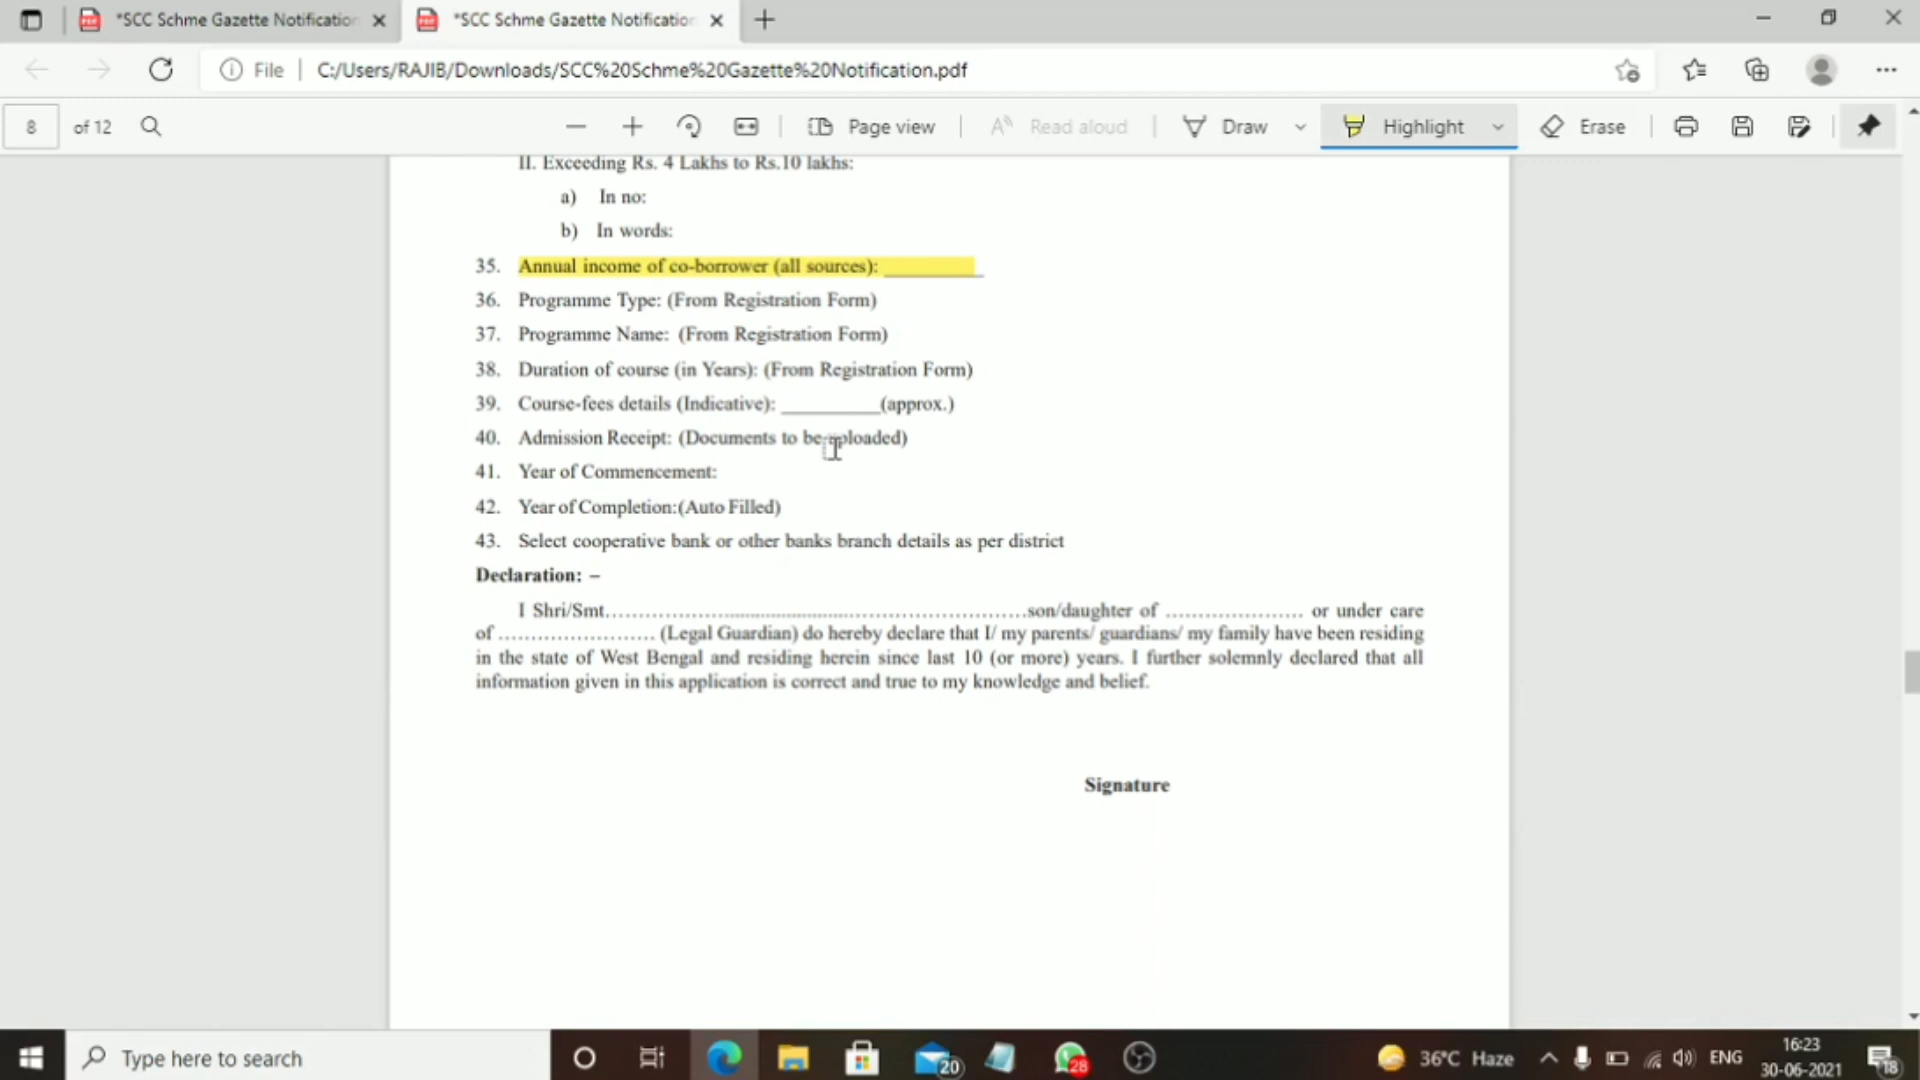 *SCC Schme Gazette Notification
*SCC Schme Gazette Notification
File
C:/Users/RAJIB/Downloads/SCC%20Schme%20Gazette%20Notification.pdf
8 of 12
Page view
Read aloud
Draw
Highlight
Erase
II. Exceeding Rs. 4 Lakhs to Rs.10 lakhs:
a) In no:
b) In words:
35. Annual income of co-borrower (all sources): __________
36. Programme Type: (From Registration Form)
37. Programme Name: (From Registration Form)
38. Duration of course (in Years): (From Registration Form)
39. Course-fees details (Indicative): __________(approx.)
40. Admission Receipt: (Documents to be uploaded)
41. Year of Commencement:
42. Year of Completion:(Auto Filled)
43. Select cooperative bank or other banks branch details as per district
Declaration: –
I Shri/Smt...............................................................son/daughter of ..................... or under care
of ........................ (Legal Guardian) do hereby declare that I/ my parents/ guardians/ my family have been residing
in the state of West Bengal and residing herein since last 10 (or more) years. I further solemnly declared that all
information given in this application is correct and true to my knowledge and belief.
Signature
Type here to search
20
28
36°C Haze
ENG
16:23
30-06-2021
18